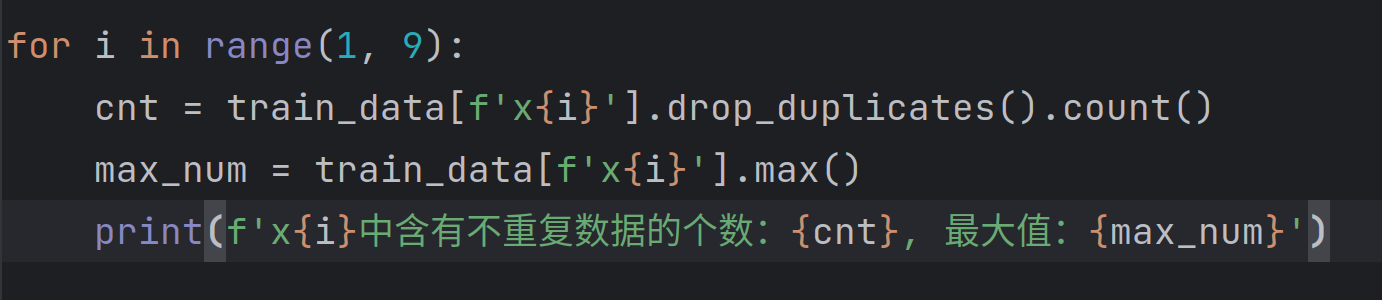 for i in range(1, 9):
    cnt = train_data[f'x{i}'].drop_duplicates().count()
    max_num = train_data[f'x{i}'].max()
    print(f'x{i}中含有不重复数据的个数：{cnt}, 最大值：{max_num}')